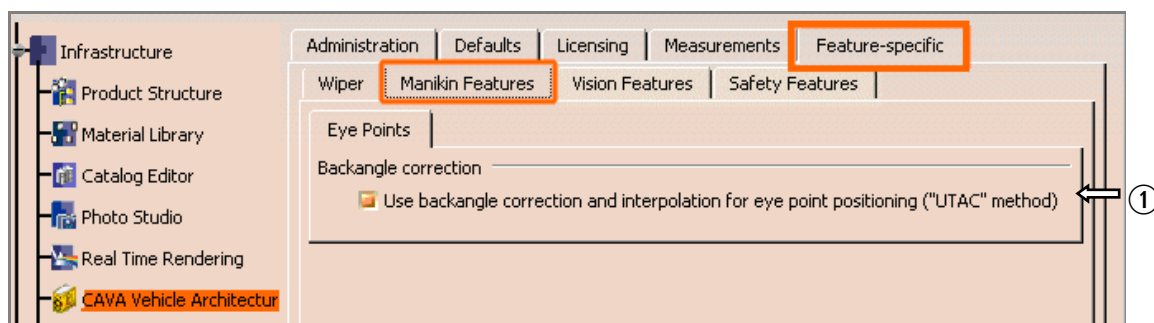 Infrastructure
Product Structure
Material Library
Catalog Editor
Photo Studio
Real Time Rendering
CAVA Vehicle Architectur
Administration Defaults Licensing Measurements Feature-specific
Wiper Manikin Features Vision Features Safety Features
Eye Points
Backangle correction
Use backangle correction and interpolation for eye point positioning ("UTAC" method)
①